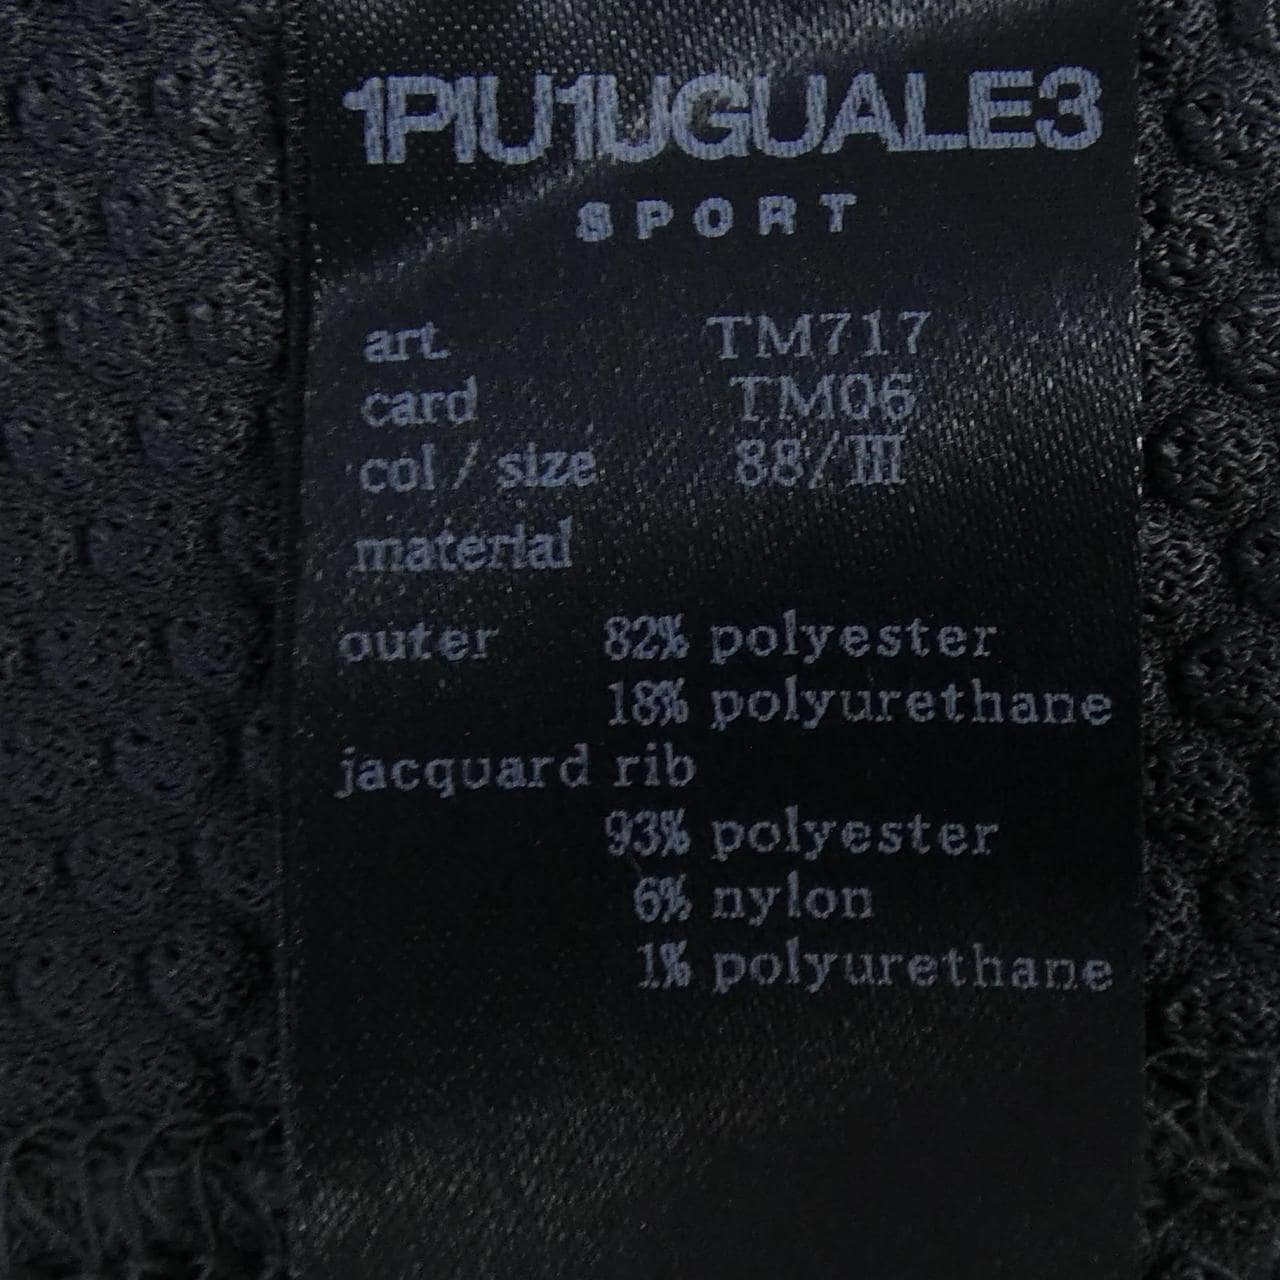 1PIU1UGUALE3
SPORT
art. TM717
card TM06
col / size 88/III
material
outer 82% polyester
18% polyurethane
jacquard rib
93% polyester
6% nylon
1% polyurethane